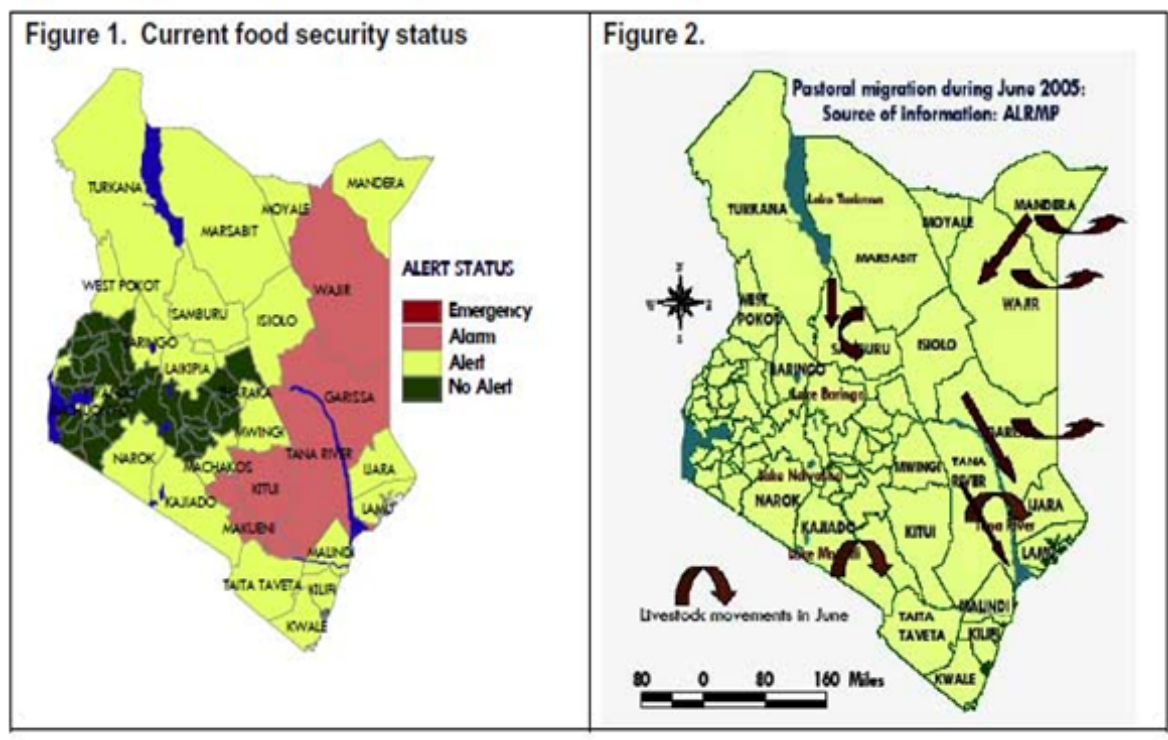 Figure 1. Current food security status
TURKANA
MANDERA
MOYALE
MARSABIT
WAJIR
WEST POKOT
SAMBURU
ISIOLO
LAIKIPIA
GARISSA
MWINGI
TANA RIVER
NAROK
MACHAKOS
IJARA
KITUI
KAJIADO
LAMU
MAKUENI
MALINDI
TAITA TAVETA
KILIFI
KWALE
ALERT STATUS
Emergency
Alarm
Alert
No Alert
Figure 2.
Pastoral migration during June 2005:
Source of information: ALRMP
Lake Turkana
TURKANA
MANDERA
MOYALE
MARSABIT
WAJIR
WEST
POKOT
SAMBURU
ISIOLO
BARINGO
Lake Baringo
MWINGI
TANA
RIVER
Lake Naivasha
NAROK
IJARA
KAJIADO
KITUI
Tana River
LAMU
Livestock movements in June
MALINDI
TAITA
TAVETA
KILIFI
KWALE
80 0 80 160 Miles